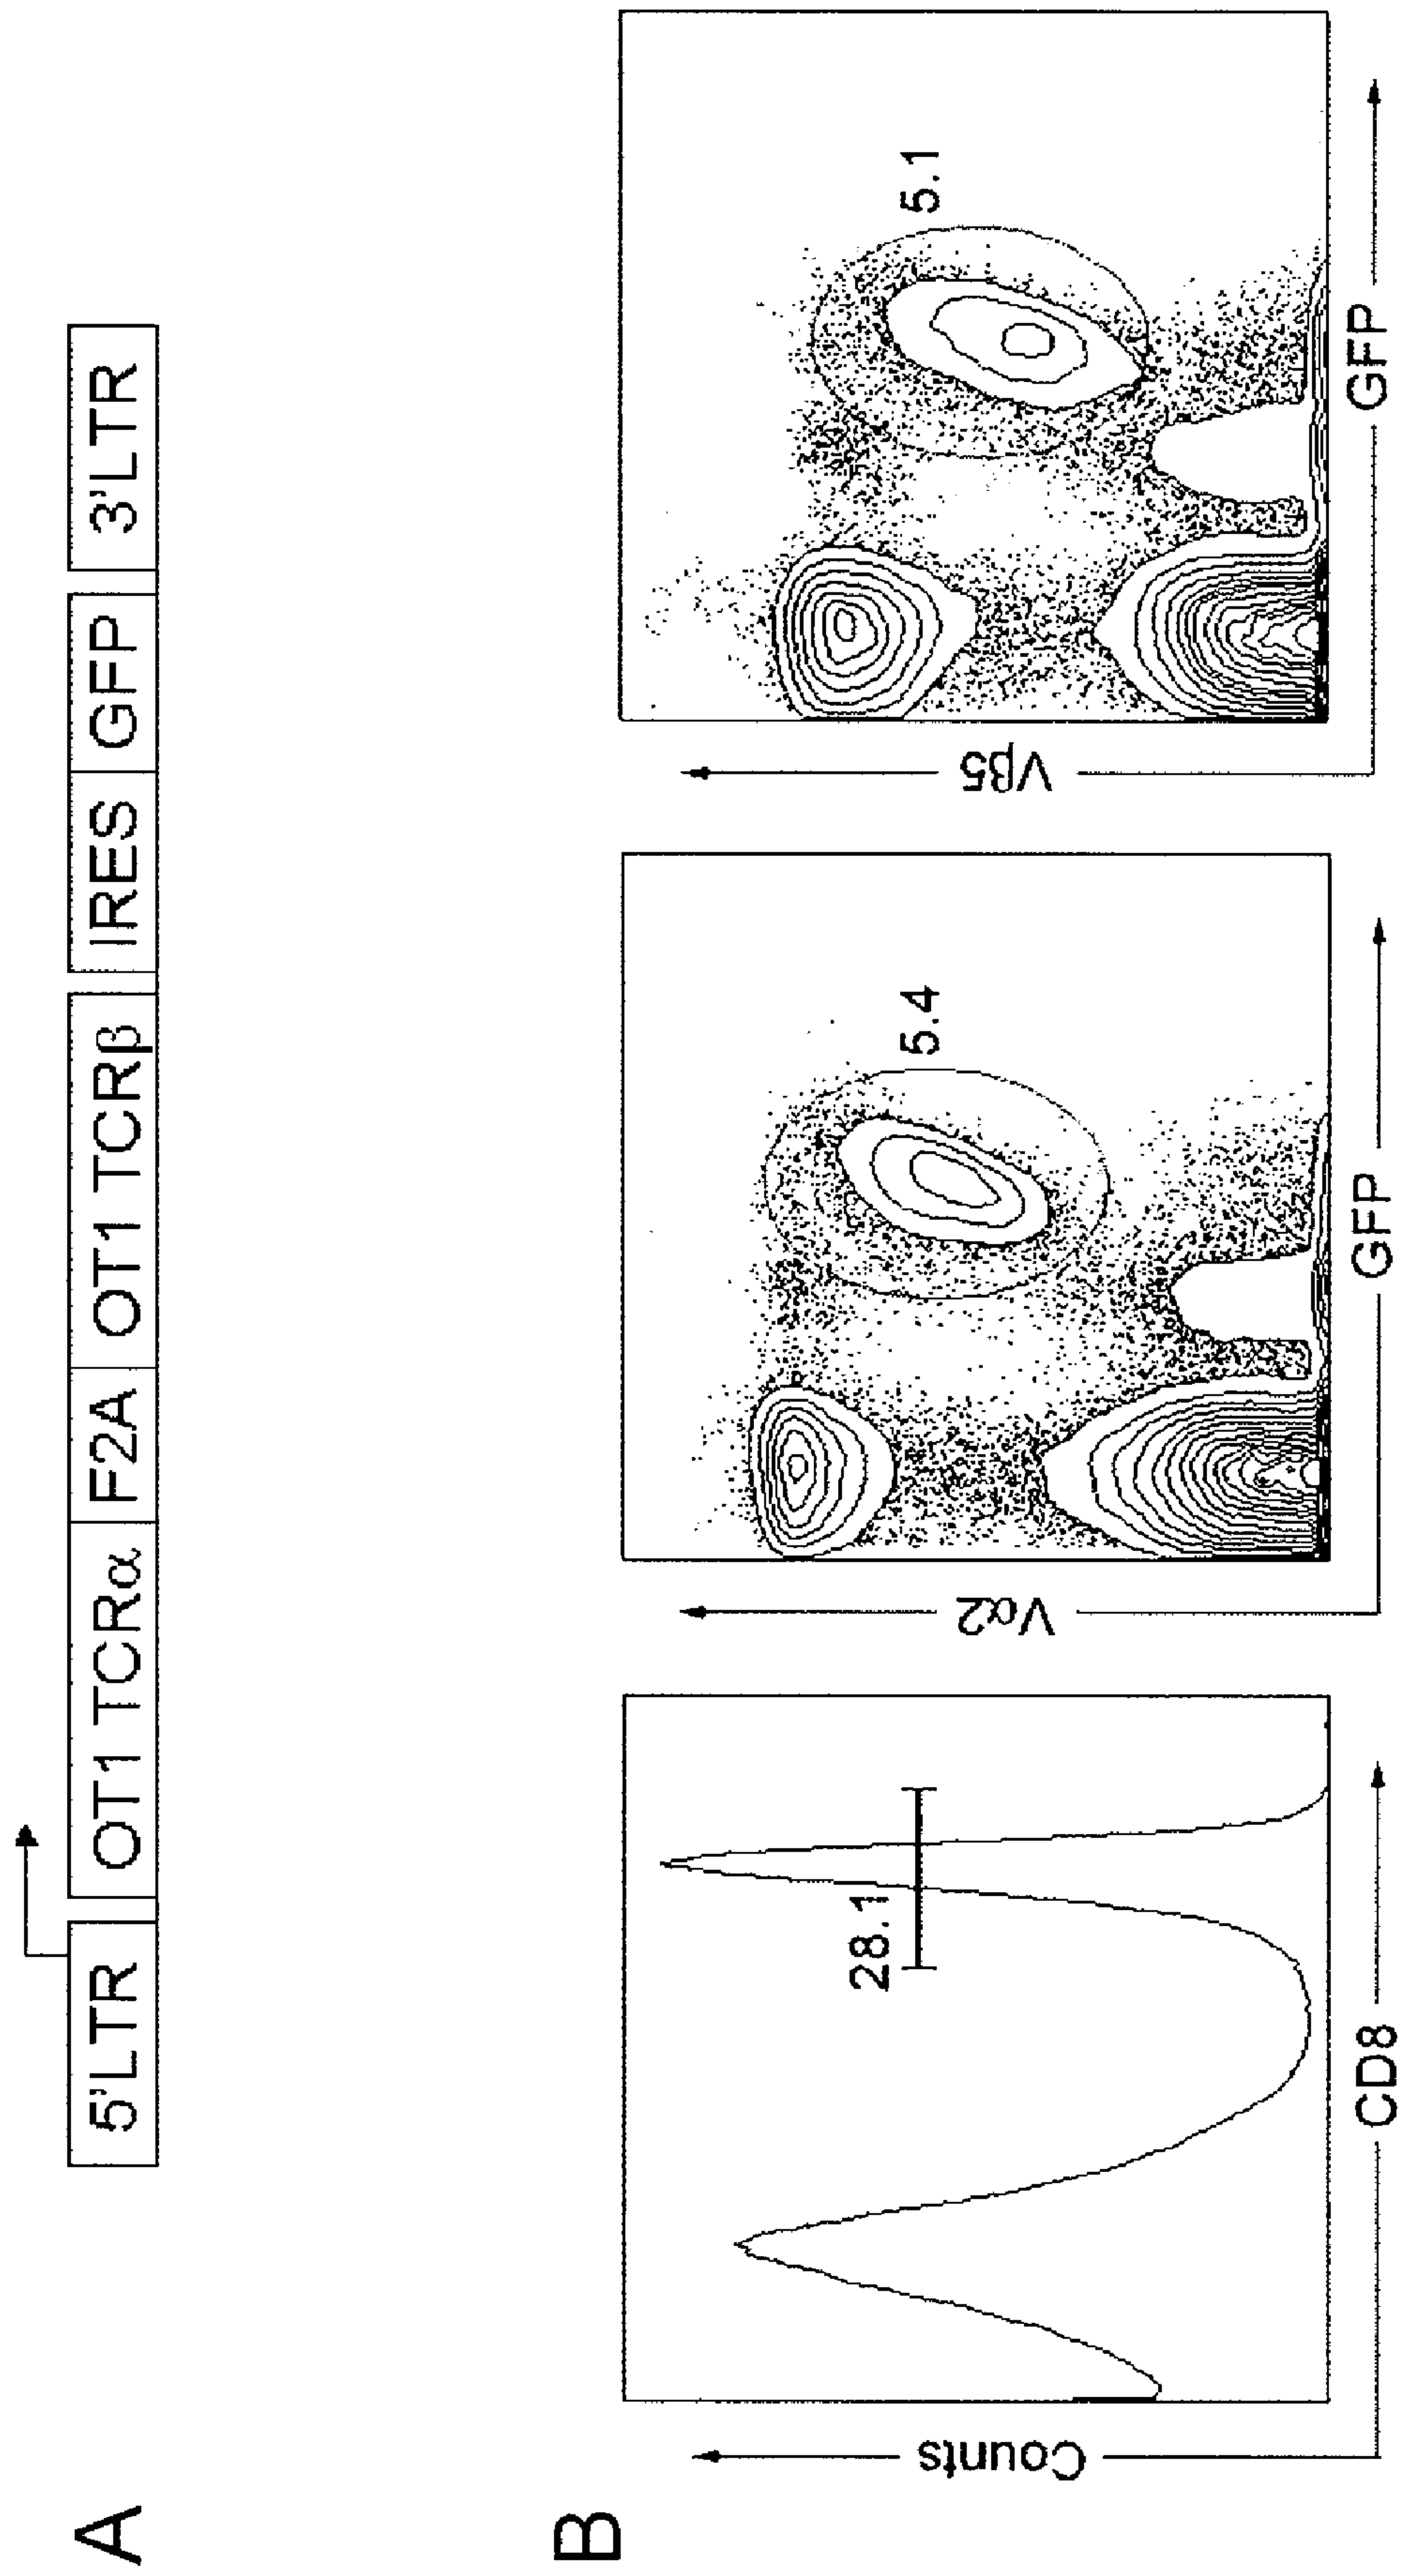 A
5'LTR OT1 TCRα F2A OT1 TCRβ IRES GFP 3'LTR
B
Counts
28.1
CD8
Vα2
5.4
GFP
Vβ5
5.1
GFP